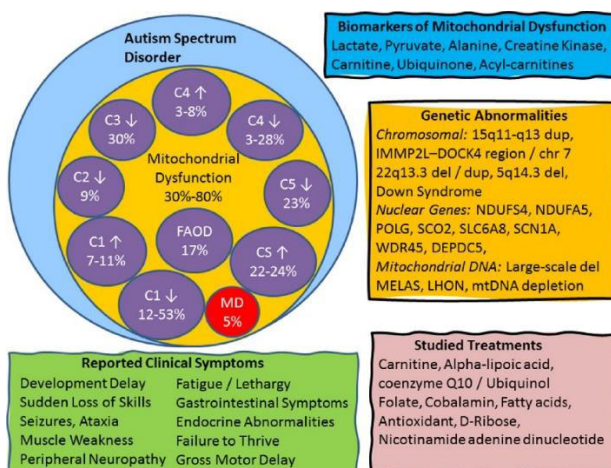 Autism Spectrum
Disorder
C4 ↑
3-8%
C3 ↓
30%
C4 ↓
3-28%
Mitochondrial
Dysfunction
30%-80%
C2 ↓
9%
C5 ↓
23%
C1 ↑
7-11%
FAOD
17%
CS ↑
22-24%
C1 ↓
12-53%
MD
5%
Biomarkers of Mitochondrial Dysfunction
Lactate, Pyruvate, Alanine, Creatine Kinase,
Carnitine, Ubiquinone, Acyl-carnitines
Genetic Abnormalities
Chromosomal: 15q11-q13 dup,
IMMP2L–DOCK4 region / chr 7
22q13.3 del / dup, 5q14.3 del,
Down Syndrome
Nuclear Genes: NDUFS4, NDUFA5,
POLG, SCO2, SLC6A8, SCN1A,
WDR45, DEPDC5,
Mitochondrial DNA: Large-scale del
MELAS, LHON, mtDNA depletion
Reported Clinical Symptoms
Development Delay
Sudden Loss of Skills
Seizures, Ataxia
Muscle Weakness
Peripheral Neuropathy
Fatigue / Lethargy
Gastrointestinal Symptoms
Endocrine Abnormalities
Failure to Thrive
Gross Motor Delay
Studied Treatments
Carnitine, Alpha-lipoic acid,
coenzyme Q10 / Ubiquinol
Folate, Cobalamin, Fatty acids,
Antioxidant, D-Ribose,
Nicotinamide adenine dinucleotide